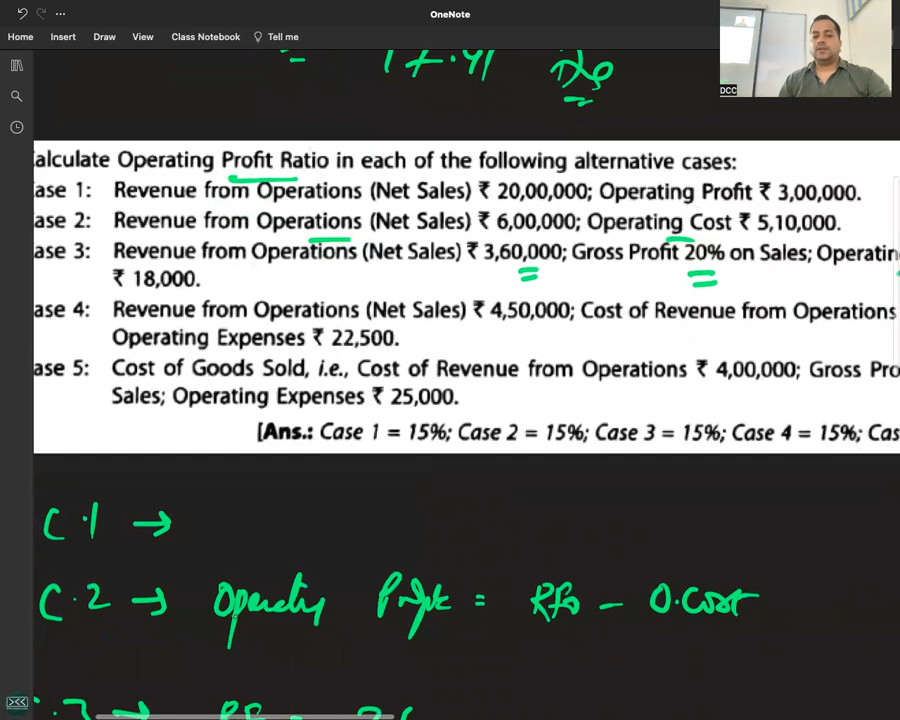 OneNote
Home Insert Draw View Class Notebook Tell me
DCC
= 17.41
alculate Operating Profit Ratio in each of the following alternative cases:
ase 1: Revenue from Operations (Net Sales) ₹ 20,00,000; Operating Profit ₹ 3,00,000.
ase 2: Revenue from Operations (Net Sales) ₹ 6,00,000; Operating Cost ₹ 5,10,000.
ase 3: Revenue from Operations (Net Sales) ₹ 3,60,000; Gross Profit 20% on Sales; Operatin
₹ 18,000.
ase 4: Revenue from Operations (Net Sales) ₹ 4,50,000; Cost of Revenue from Operations
Operating Expenses ₹ 22,500.
ase 5: Cost of Goods Sold, i.e., Cost of Revenue from Operations ₹ 4,00,000; Gross Pro
Sales; Operating Expenses ₹ 25,000.
[Ans.: Case 1 = 15%; Case 2 = 15%; Case 3 = 15%; Case 4 = 15%; Cas
C.1 →
C.2 → Operating Profit = RFO - O.Cost